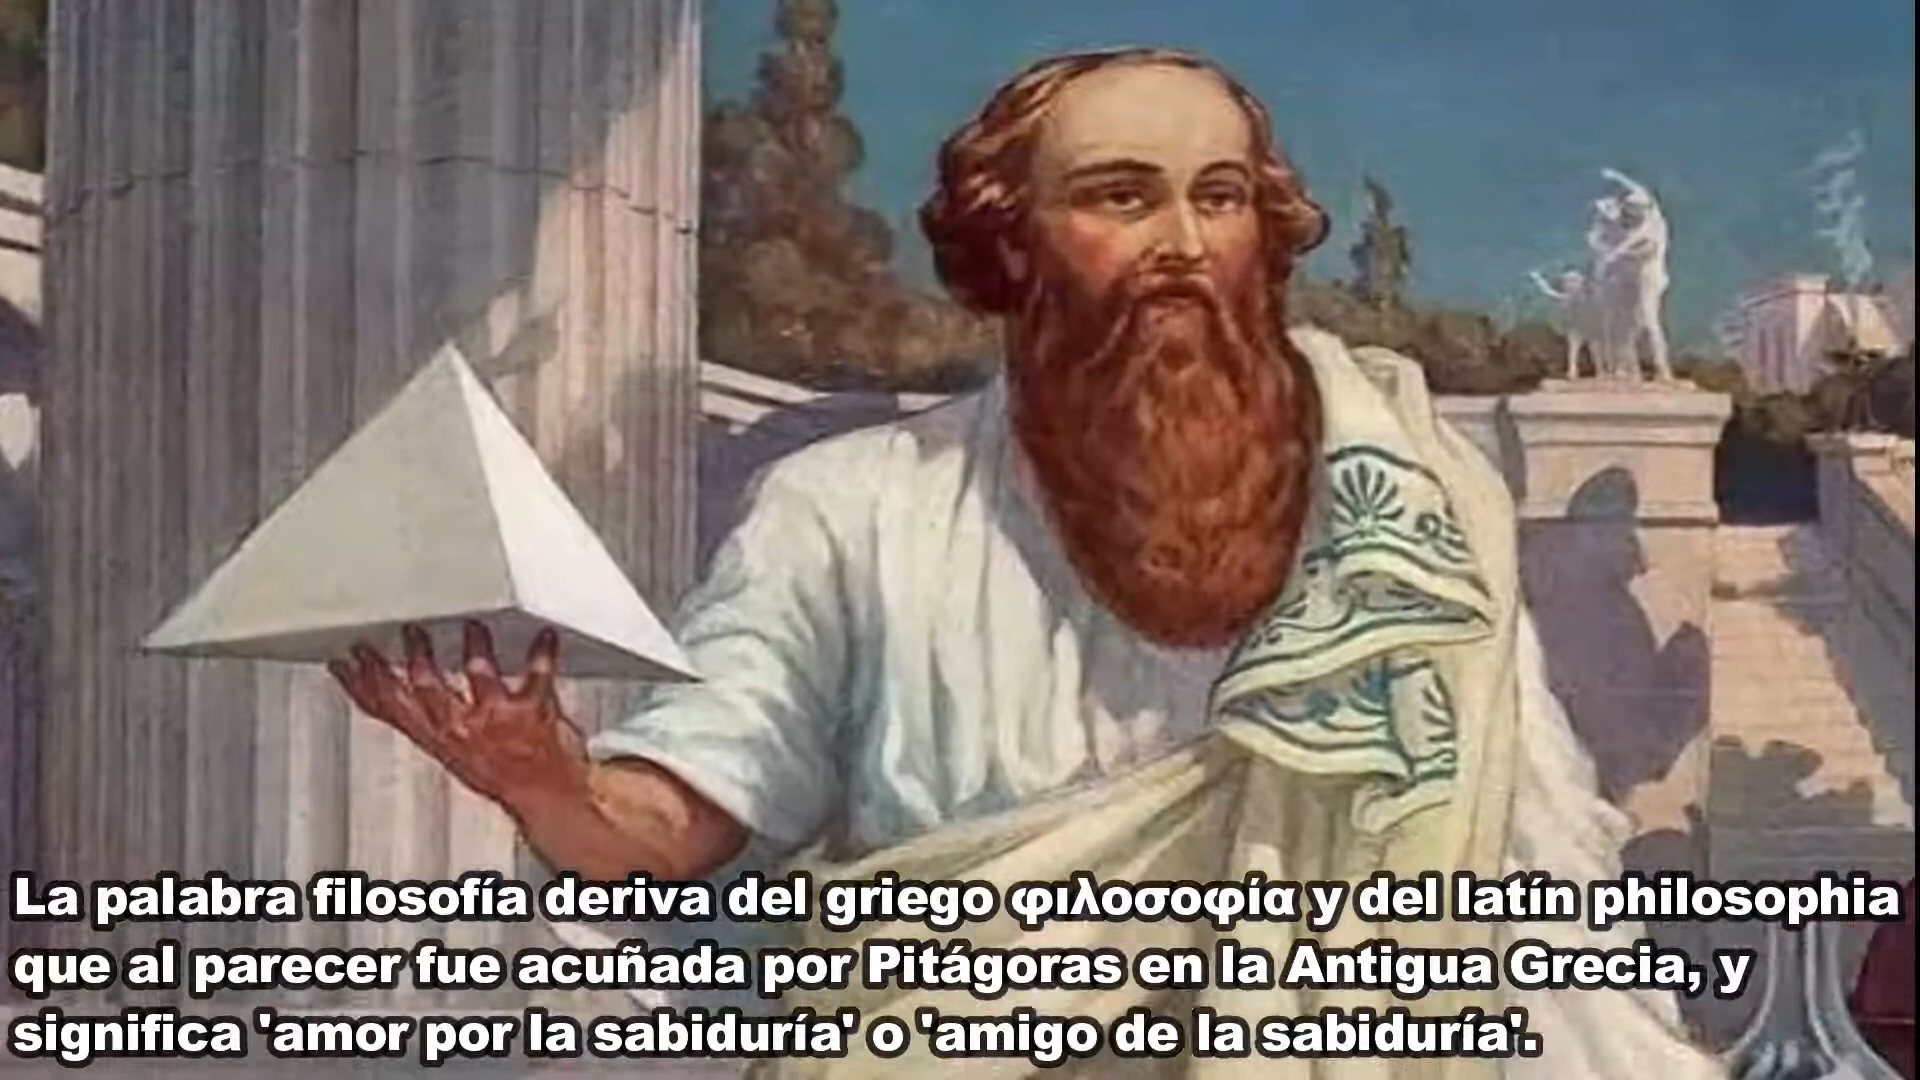 La palabra filosofía deriva del griego φιλοσοφία y del latín philosophia
que al parecer fue acuñada por Pitágoras en la Antigua Grecia, y
significa 'amor por la sabiduría' o 'amigo de la sabiduría'.